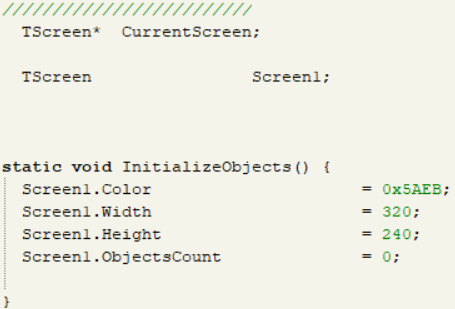 /////////////////////////
TScreen* CurrentScreen;
TScreen Screen1;
static void InitializeObjects() {
Screen1.Color = 0x5AEB;
Screen1.Width = 320;
Screen1.Height = 240;
Screen1.ObjectsCount = 0;
}